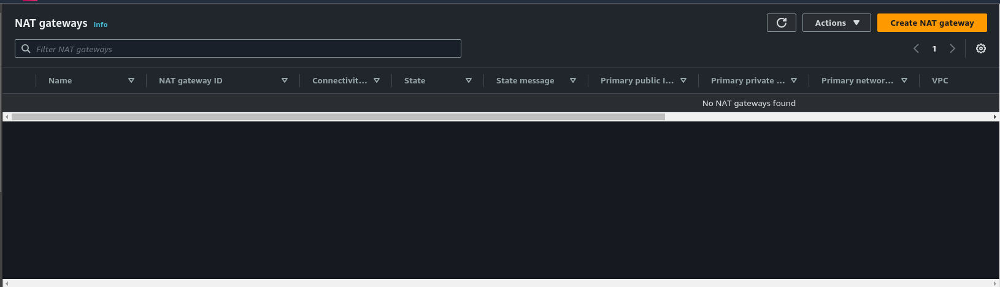 NAT gateways Info
Actions
Create NAT gateway
Filter NAT gateways
1
Name NAT gateway ID Connectivit... State State message Primary public I... Primary private ... Primary networ... VPC
No NAT gateways found